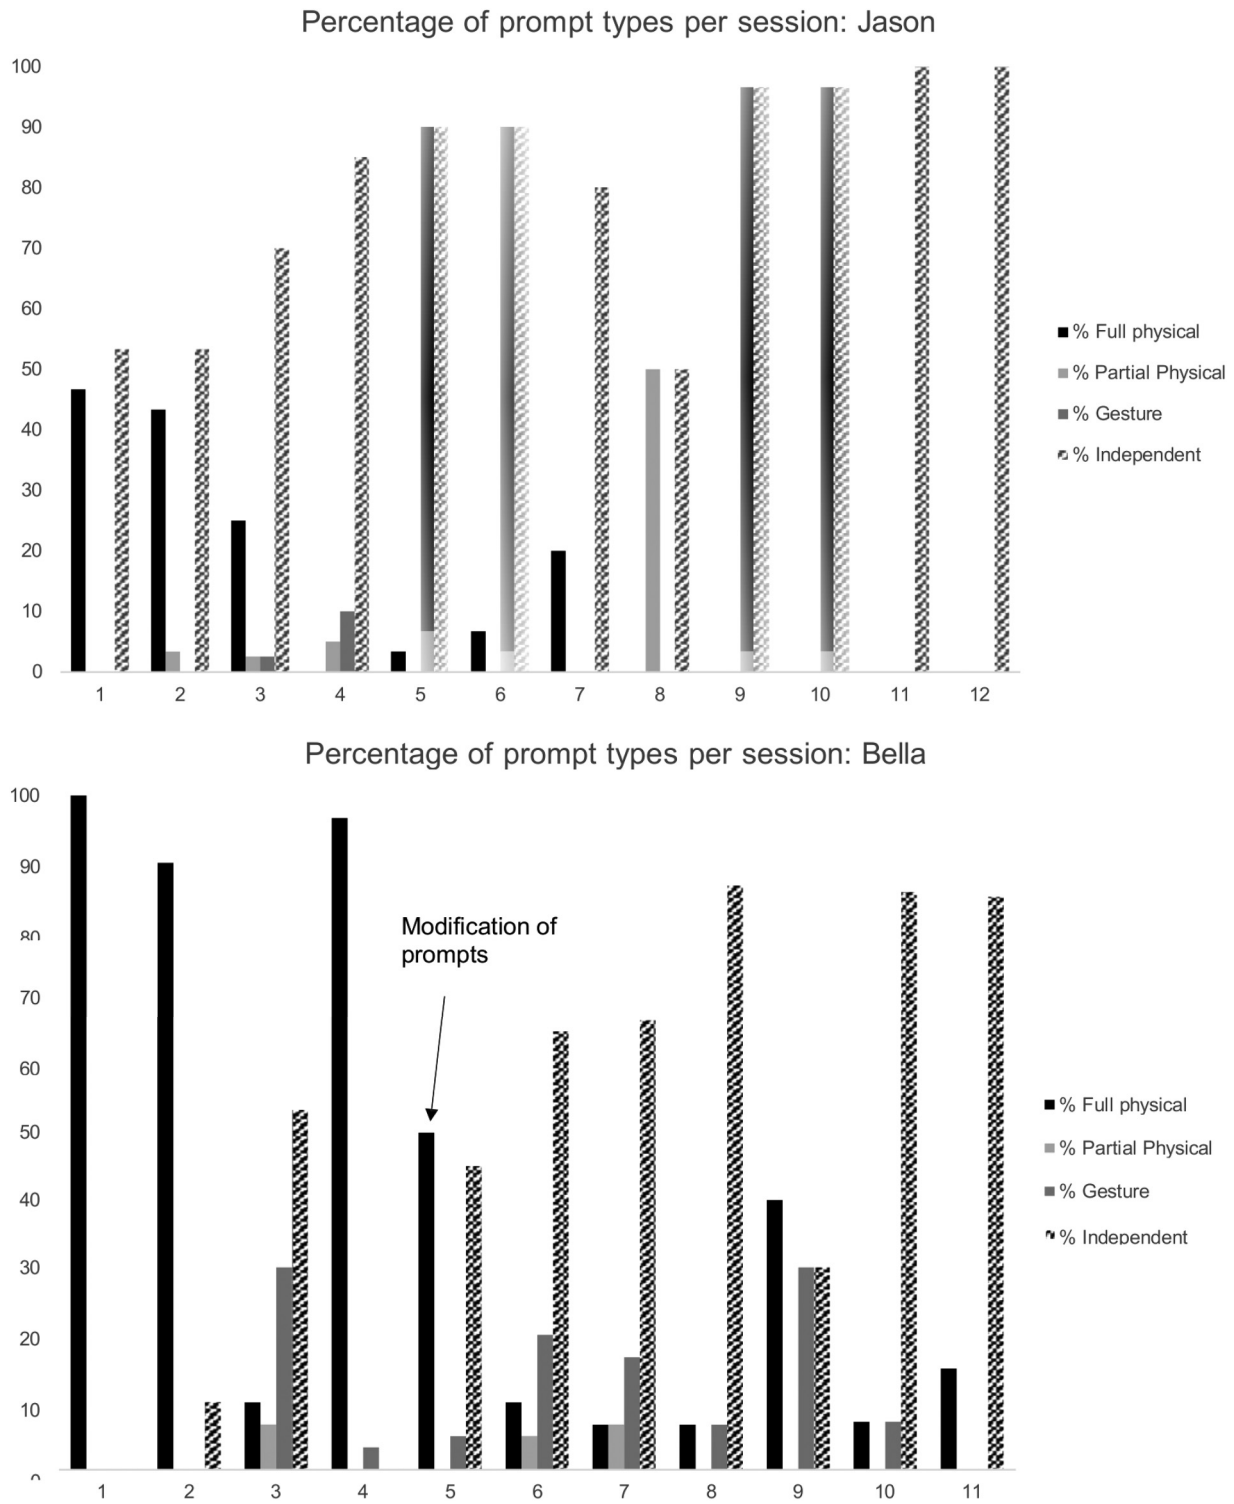 Percentage of prompt types per session: Jason
100
90
80
70
60
50
40
30
20
10
0
1 2 3 4 5 6 7 8 9 10 11 12
% Full physical
% Partial Physical
% Gesture
% Independent
Percentage of prompt types per session: Bella
100
90
80
70
60
50
40
30
20
10
0
1 2 3 4 5 6 7 8 9 10 11
Modification of
prompts
% Full physical
% Partial Physical
% Gesture
% Independent